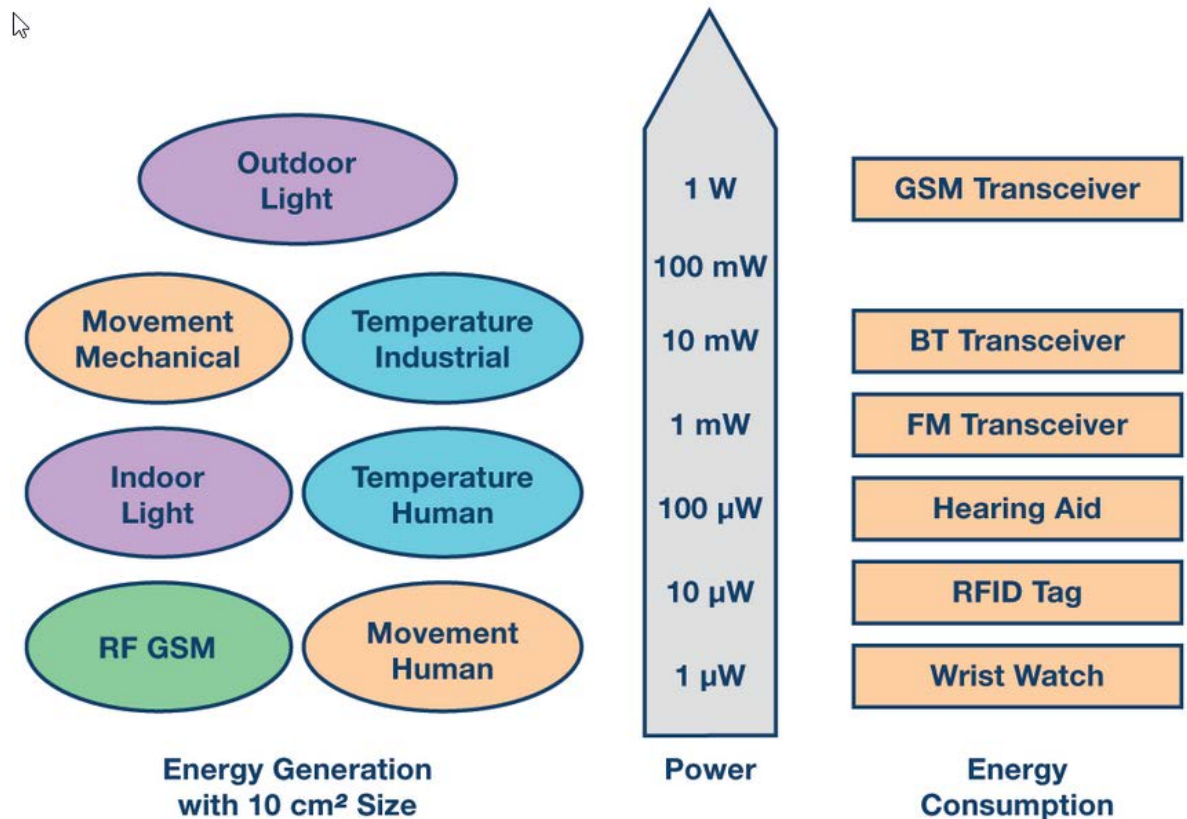 Outdoor
Light
Movement
Mechanical
Temperature
Industrial
Indoor
Light
Temperature
Human
RF GSM
Movement
Human
Energy Generation
with 10 cm² Size
1 W
100 mW
10 mW
1 mW
100 µW
10 µW
1 µW
Power
GSM Transceiver
BT Transceiver
FM Transceiver
Hearing Aid
RFID Tag
Wrist Watch
Energy
Consumption